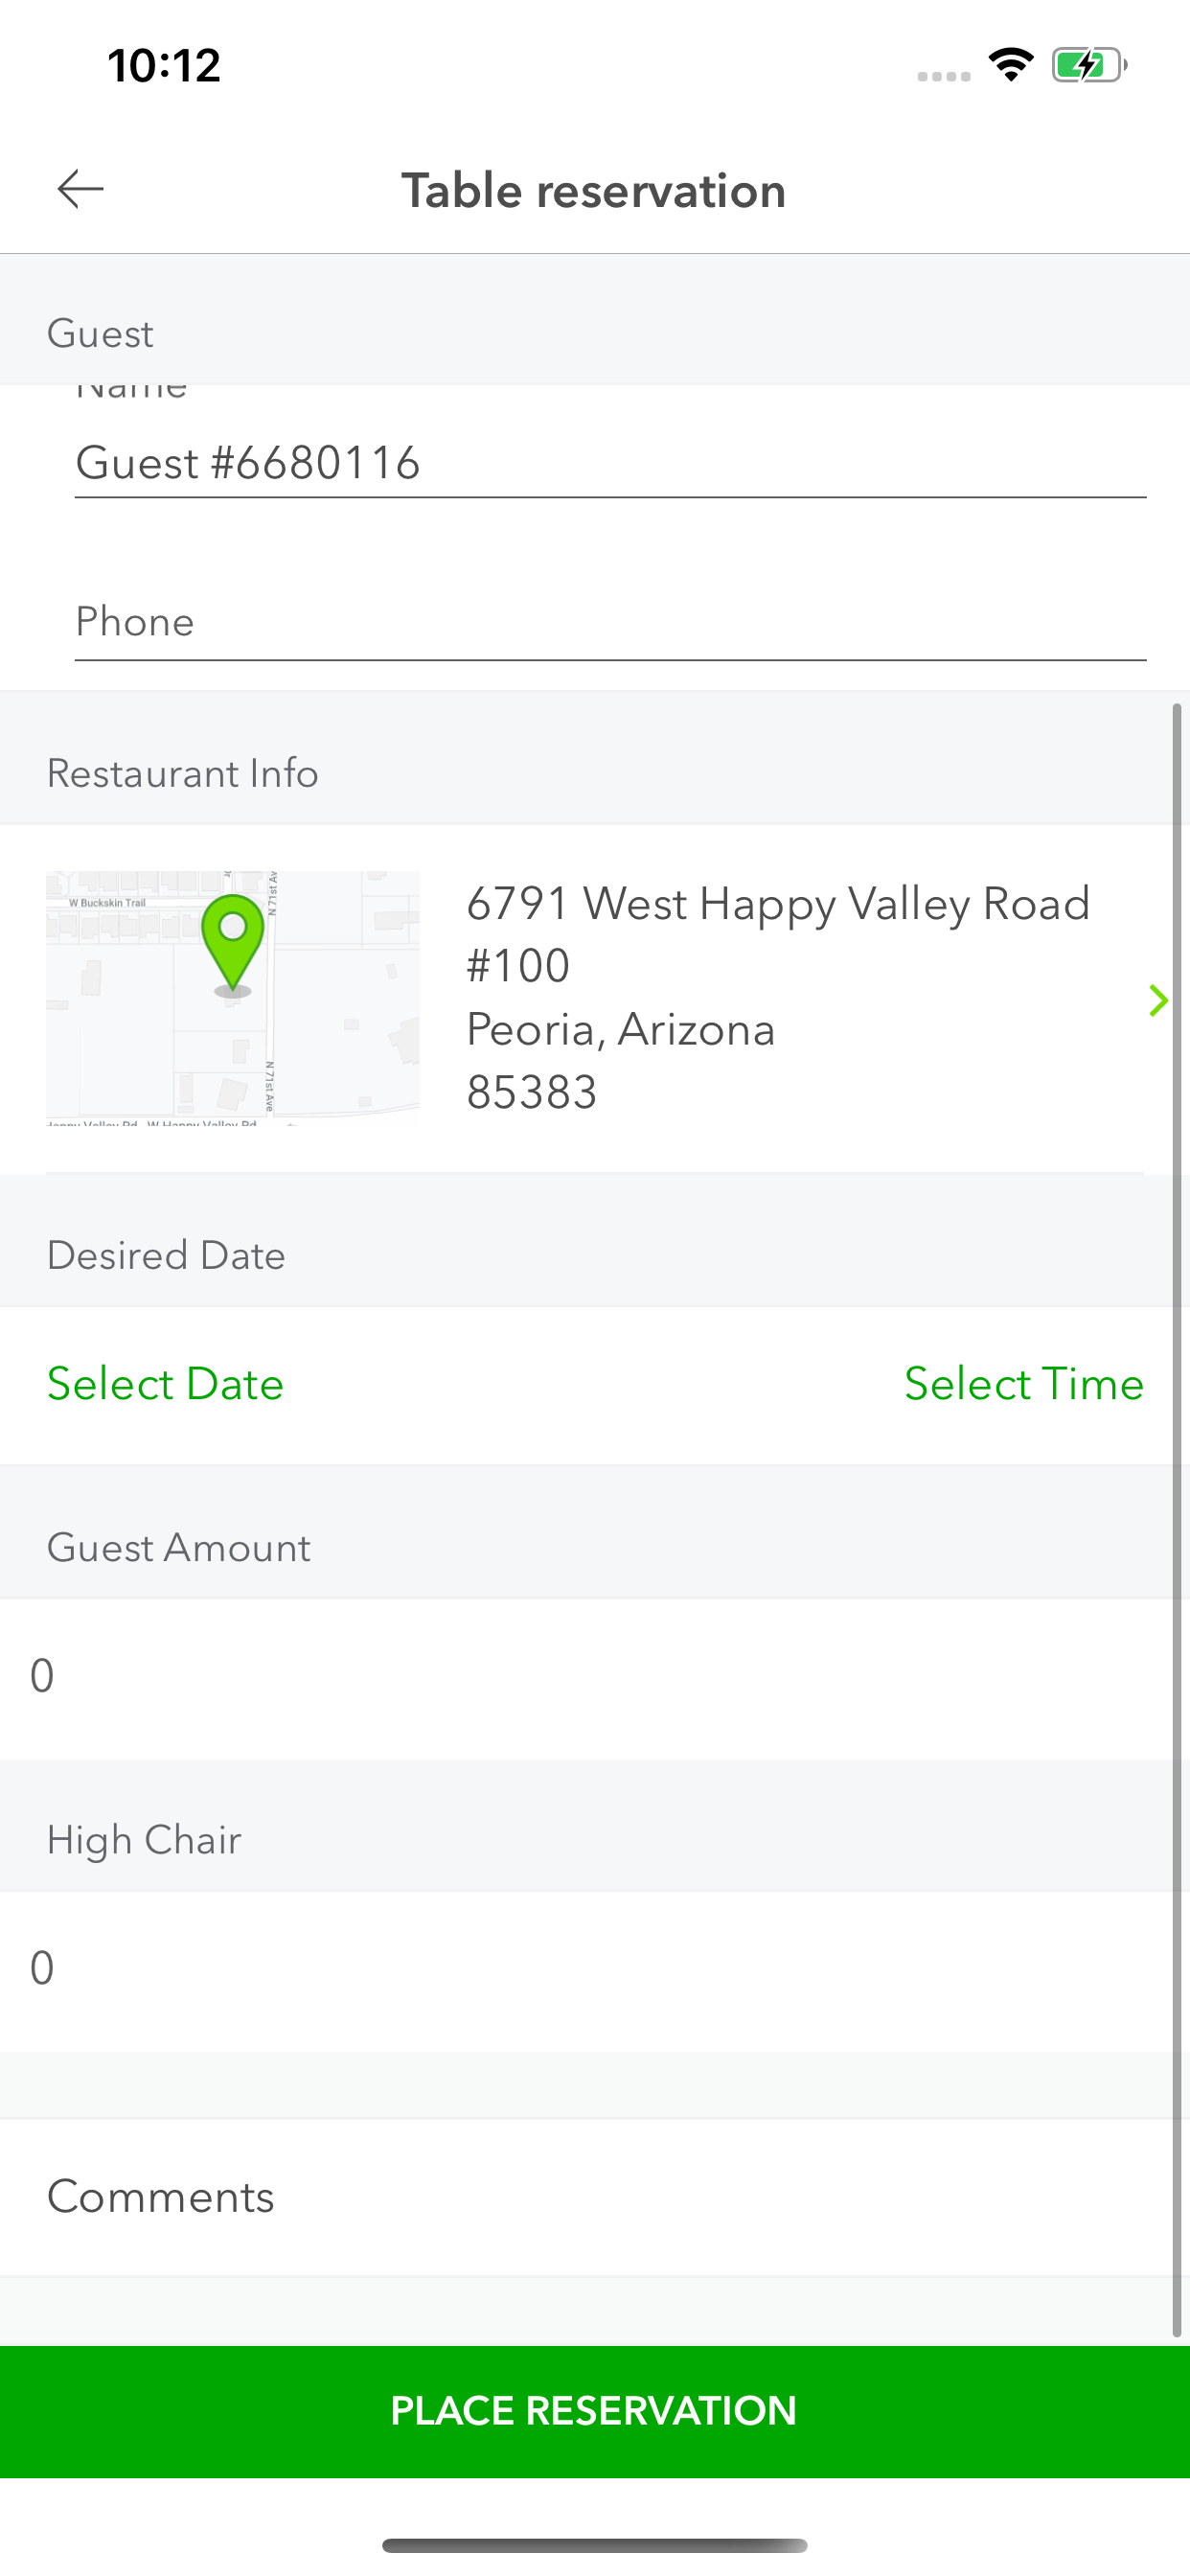 10:12
Table reservation
Guest
Name
Guest #6680116
Phone
Restaurant Info
W Buckskin Trail
N 71st Av
N 71st Ave
Happy Valley Rd
W Happy Valley Rd
6791 West Happy Valley Road
#100
Peoria, Arizona
85383
Desired Date
Select Date
Select Time
Guest Amount
0
High Chair
0
Comments
PLACE RESERVATION